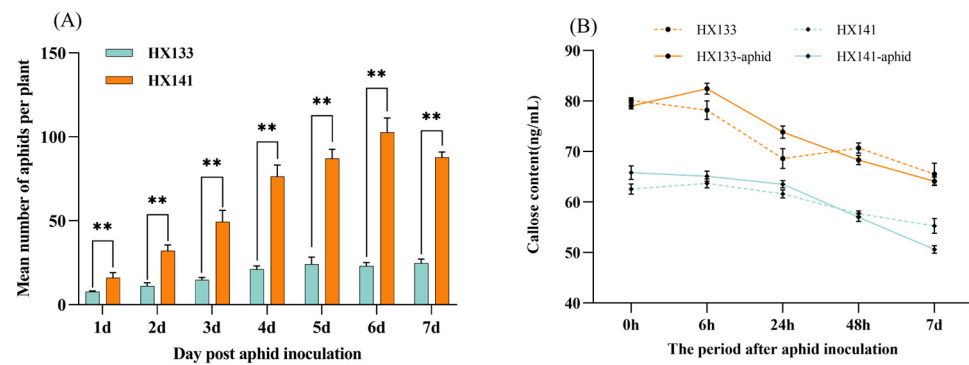 (A)
HX133
HX141
Mean number of aphids per plant
150
100
50
0
**
**
**
**
**
**
**
1d 2d 3d 4d 5d 6d 7d
Day post aphid inoculation
(B)
HX133 HX141
HX133-aphid HX141-aphid
Callose content(ng/mL)
90
80
70
60
50
40
0h 6h 24h 48h 7d
The period after aphid inoculation